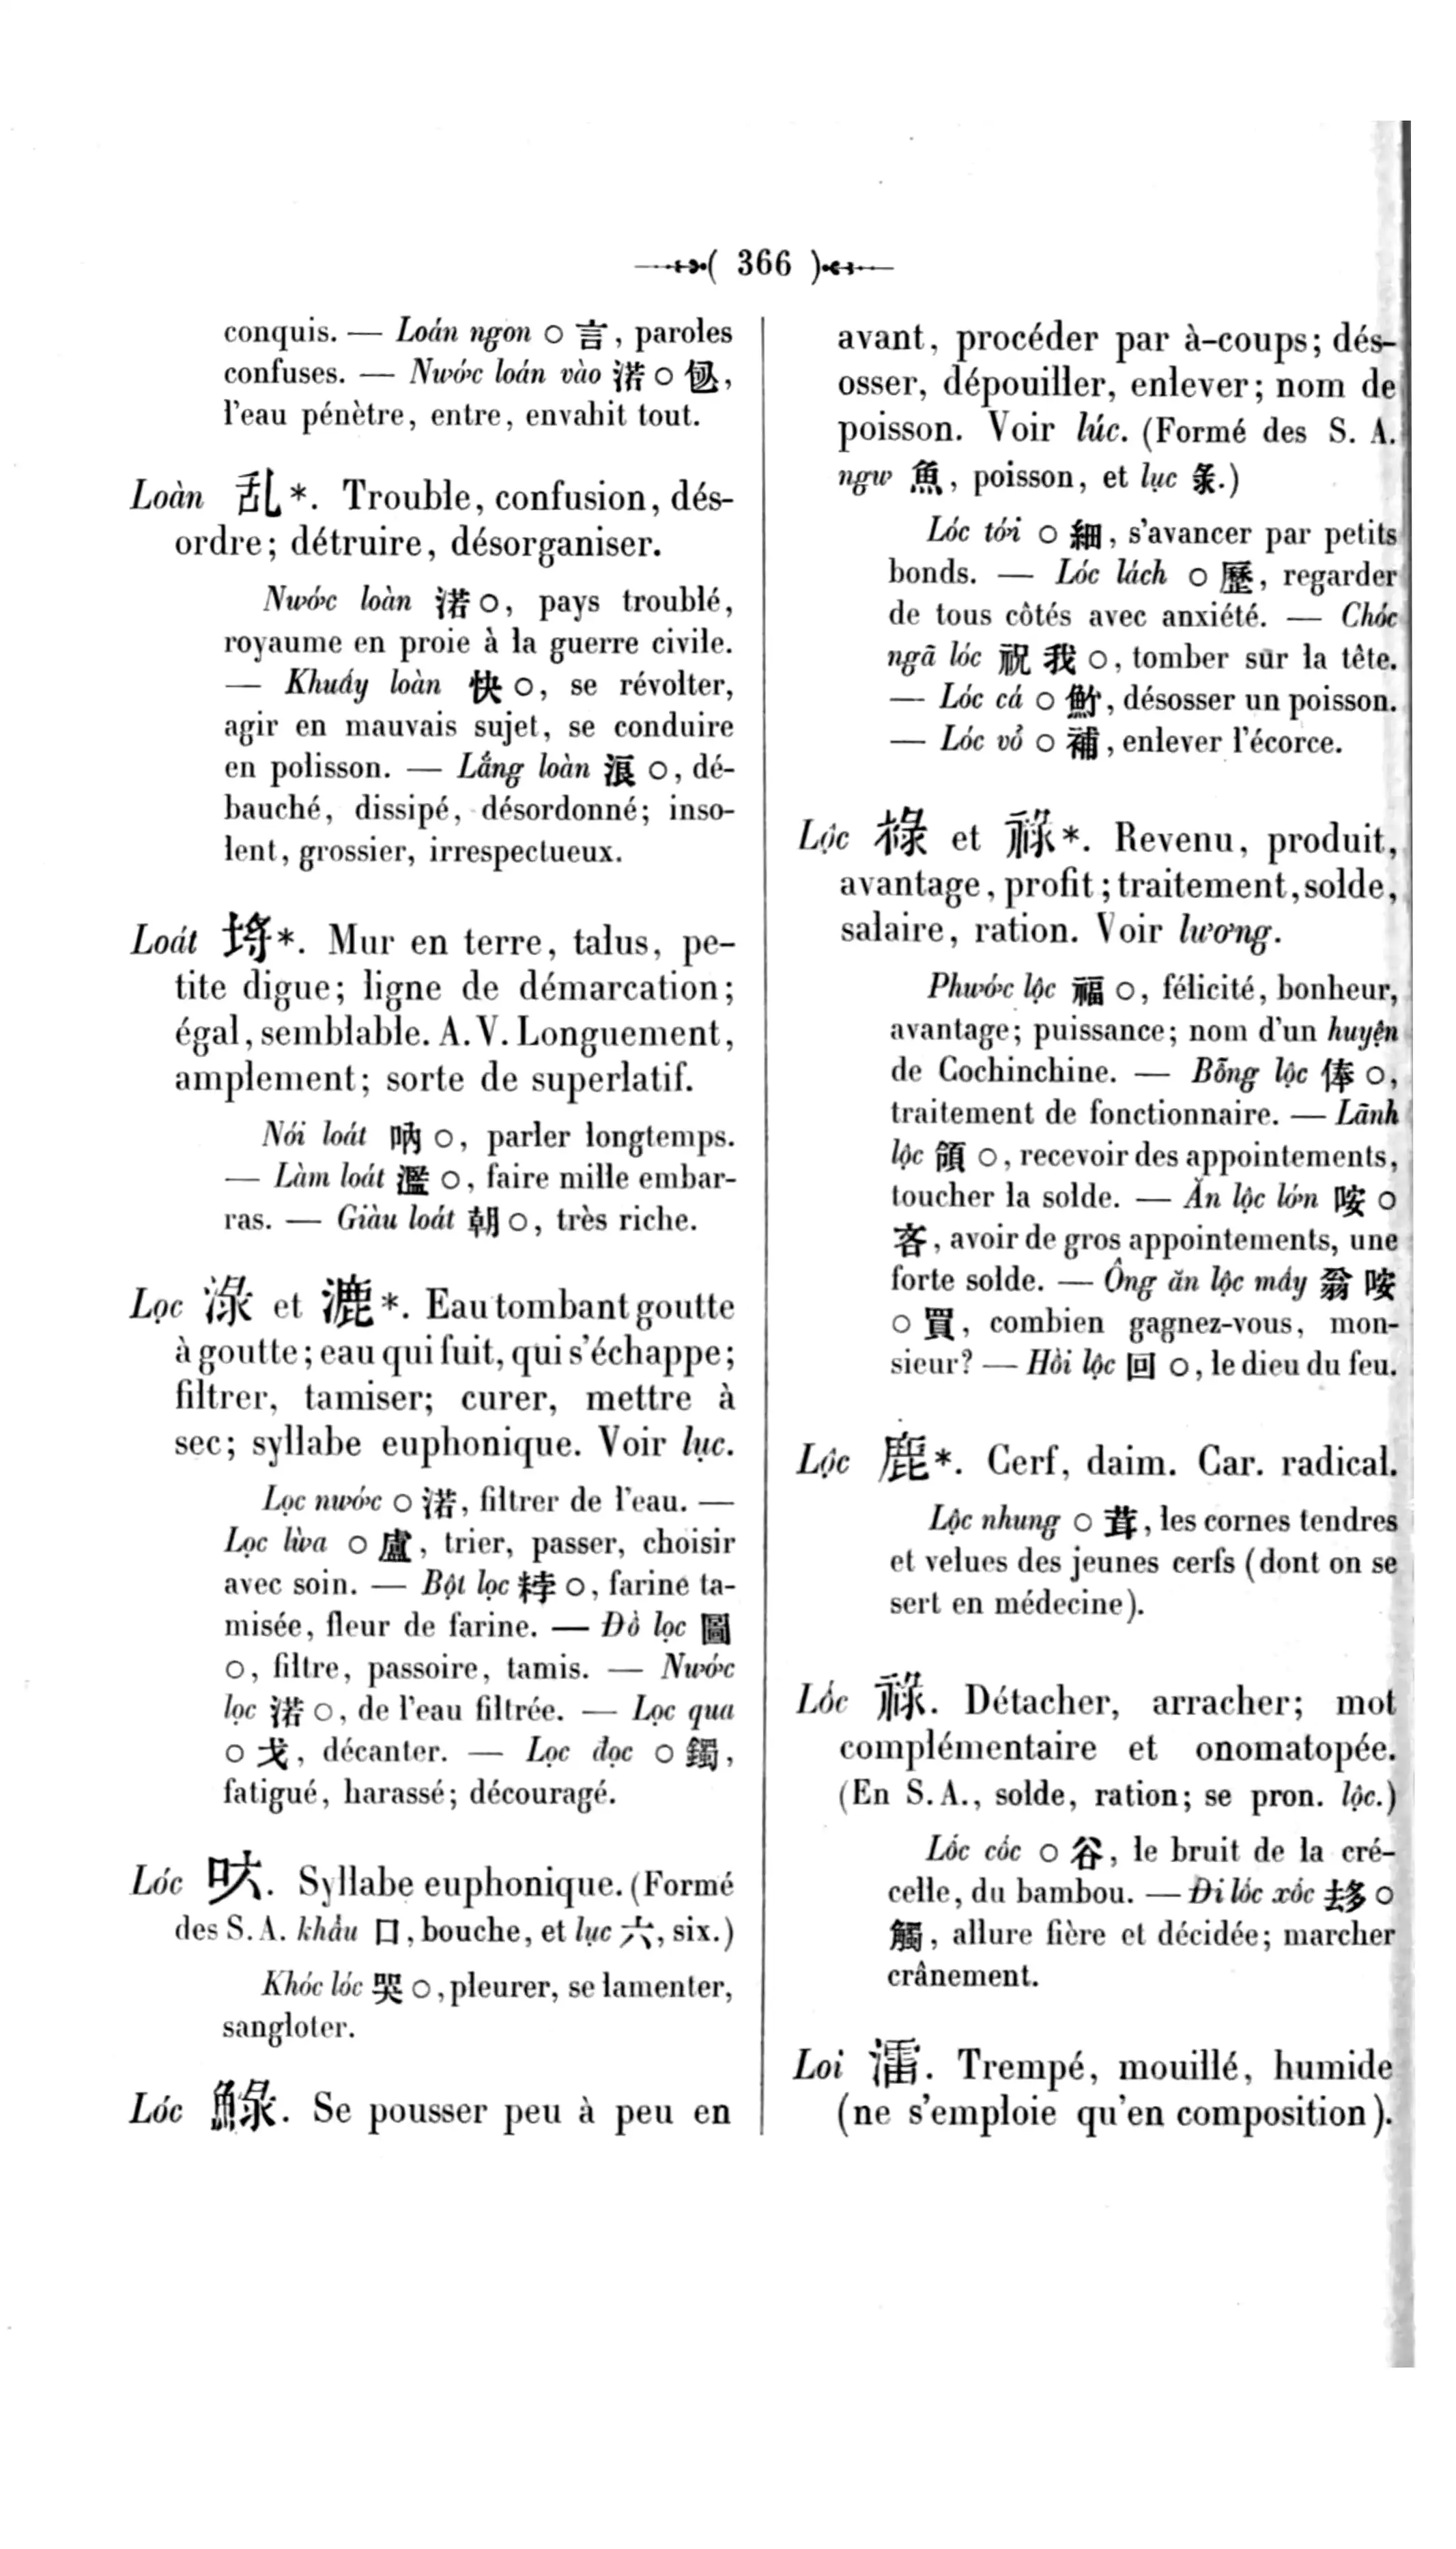 ( 366 )
conquis. — Loán ngon ○ 言, paroles
confuses. — Nước loán vào 渃 ○ ,
l'eau pénètre, entre, envahit tout.
Loàn 乱 *. Trouble, confusion, dés-
ordre; détruire, désorganiser.
Nước loàn 渃 ○, pays troublé,
royaume en proie à la guerre civile.
— Khuấy loàn 快 ○, se révolter,
agir en mauvais sujet, se conduire
en polisson. — Lẳng loàn 浪 ○, dé-
bauché, dissipé, désordonné; inso-
lent, grossier, irrespectueux.
Loát 埒 *. Mur en terre, talus, pe-
tite digue; ligne de démarcation;
égal, semblable. A. V. Longuement,
amplement; sorte de superlatif.
Nói loát 吶 ○, parler longtemps.
— Làm loát 濫 ○, faire mille embar-
ras. — Giàu loát 朝 ○, très riche.
Lọc 淥 et 漉 *. Eau tombant goutte
à goutte; eau qui fuit, qui s'échappe;
filtrer, tamiser; curer, mettre à
sec; syllabe euphonique. Voir lục.
Lọc nước ○ 渃, filtrer de l'eau. —
Lọc lừa ○ 盧, trier, passer, choisir
avec soin. — Bột lọc ○, farine ta-
misée, fleur de farine. — Đồ lọc 圖
○, filtre, passoire, tamis. — Nước
lọc 渃 ○, de l'eau filtrée. — Lọc qua
○ 戈, décanter. — Lọc đọc ○ 鐲,
fatigué, harassé; découragé.
Lóc 㕸. Syllabe euphonique. (Formé
des S. A. khẩu 口, bouche, et lục 六, six.)
Khóc lóc 哭 ○, pleurer, se lamenter,
sangloter.
Lóc 鯥. Se pousser peu à peu en
avant, procéder par à-coups; dés-
osser, dépouiller, enlever; nom de
poisson. Voir lúc. (Formé des S. A.
ngư 魚, poisson, et lục 彔.)
Lóc tới ○ 細, s'avancer par petits
bonds. — Lóc lách ○ 歷, regarder
de tous côtés avec anxiété. — Chóc
ngã lóc 祝 我 ○, tomber sur la tête.
— Lóc cá ○ , désosser un poisson.
— Lóc vỏ ○ 補, enlever l'écorce.
Lộc 祿 et 祿 *. Revenu, produit,
avantage, profit; traitement, solde,
salaire, ration. Voir lương.
Phước lộc 福 ○, félicité, bonheur,
avantage; puissance; nom d'un huyện
de Cochinchine. — Bổng lộc 俸 ○,
traitement de fonctionnaire. — Lãnh
lộc 領 ○, recevoir des appointements,
toucher la solde. — Ăn lộc lớn 咹 ○
, avoir de gros appointements, une
forte solde. — Ông ăn lộc mấy 翁 咹
○ 買, combien gagnez-vous, mon-
sieur? — Hồi lộc 回 ○, le dieu du feu.
Lộc 鹿 *. Cerf, daim. Car. radical.
Lộc nhung ○ 茸, les cornes tendres
et velues des jeunes cerfs (dont on se
sert en médecine).
Lốc 祿. Détacher, arracher; mot
complémentaire et onomatopée.
(En S. A., solde, ration; se pron. lộc.)
Lốc cốc ○ 谷, le bruit de la cré-
celle, du bambou. — Đi lốc xốc 𠫾 ○
觸, allure fière et décidée; marcher
crânement.
Loi 㵢. Trempé, mouillé, humide
(ne s'emploie qu'en composition).